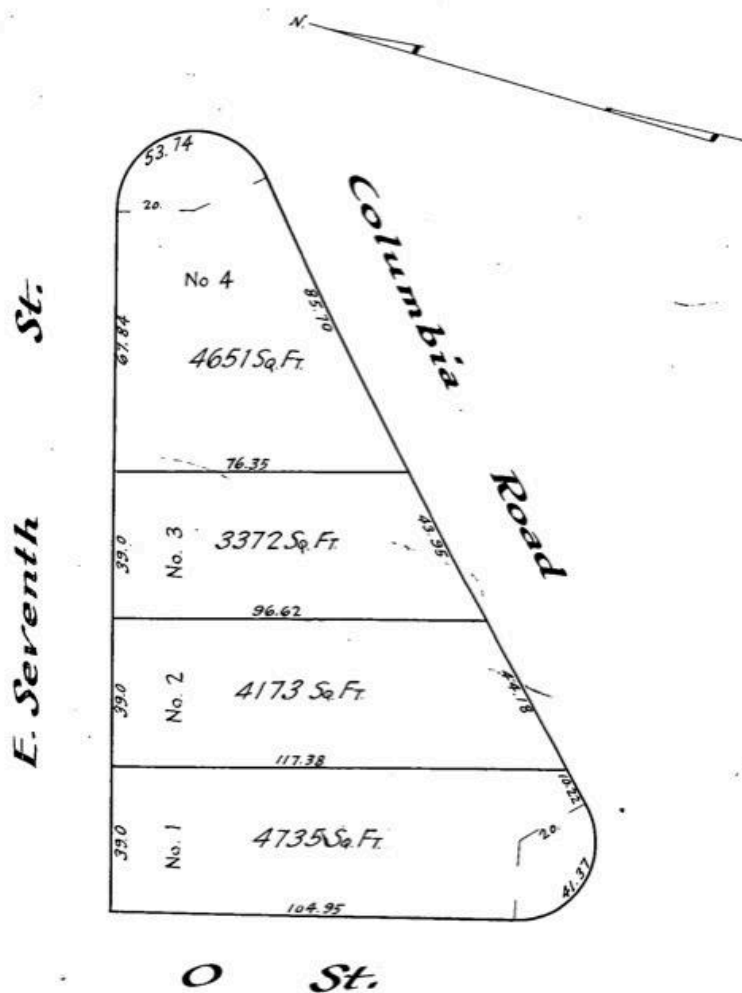 N.
53.74
20.
No 4
Columbia
Road
E. Seventh St.
67.84
85.70
4651 Sq. Ft.
76.35
39.0
No. 3
3372 Sq. Ft.
43.95
96.62
39.0
No. 2
4173 Sq. Ft.
44.18
117.38
10.22
39.0
No. 1
4735 Sq. Ft.
20.
41.37
104.95
O St.